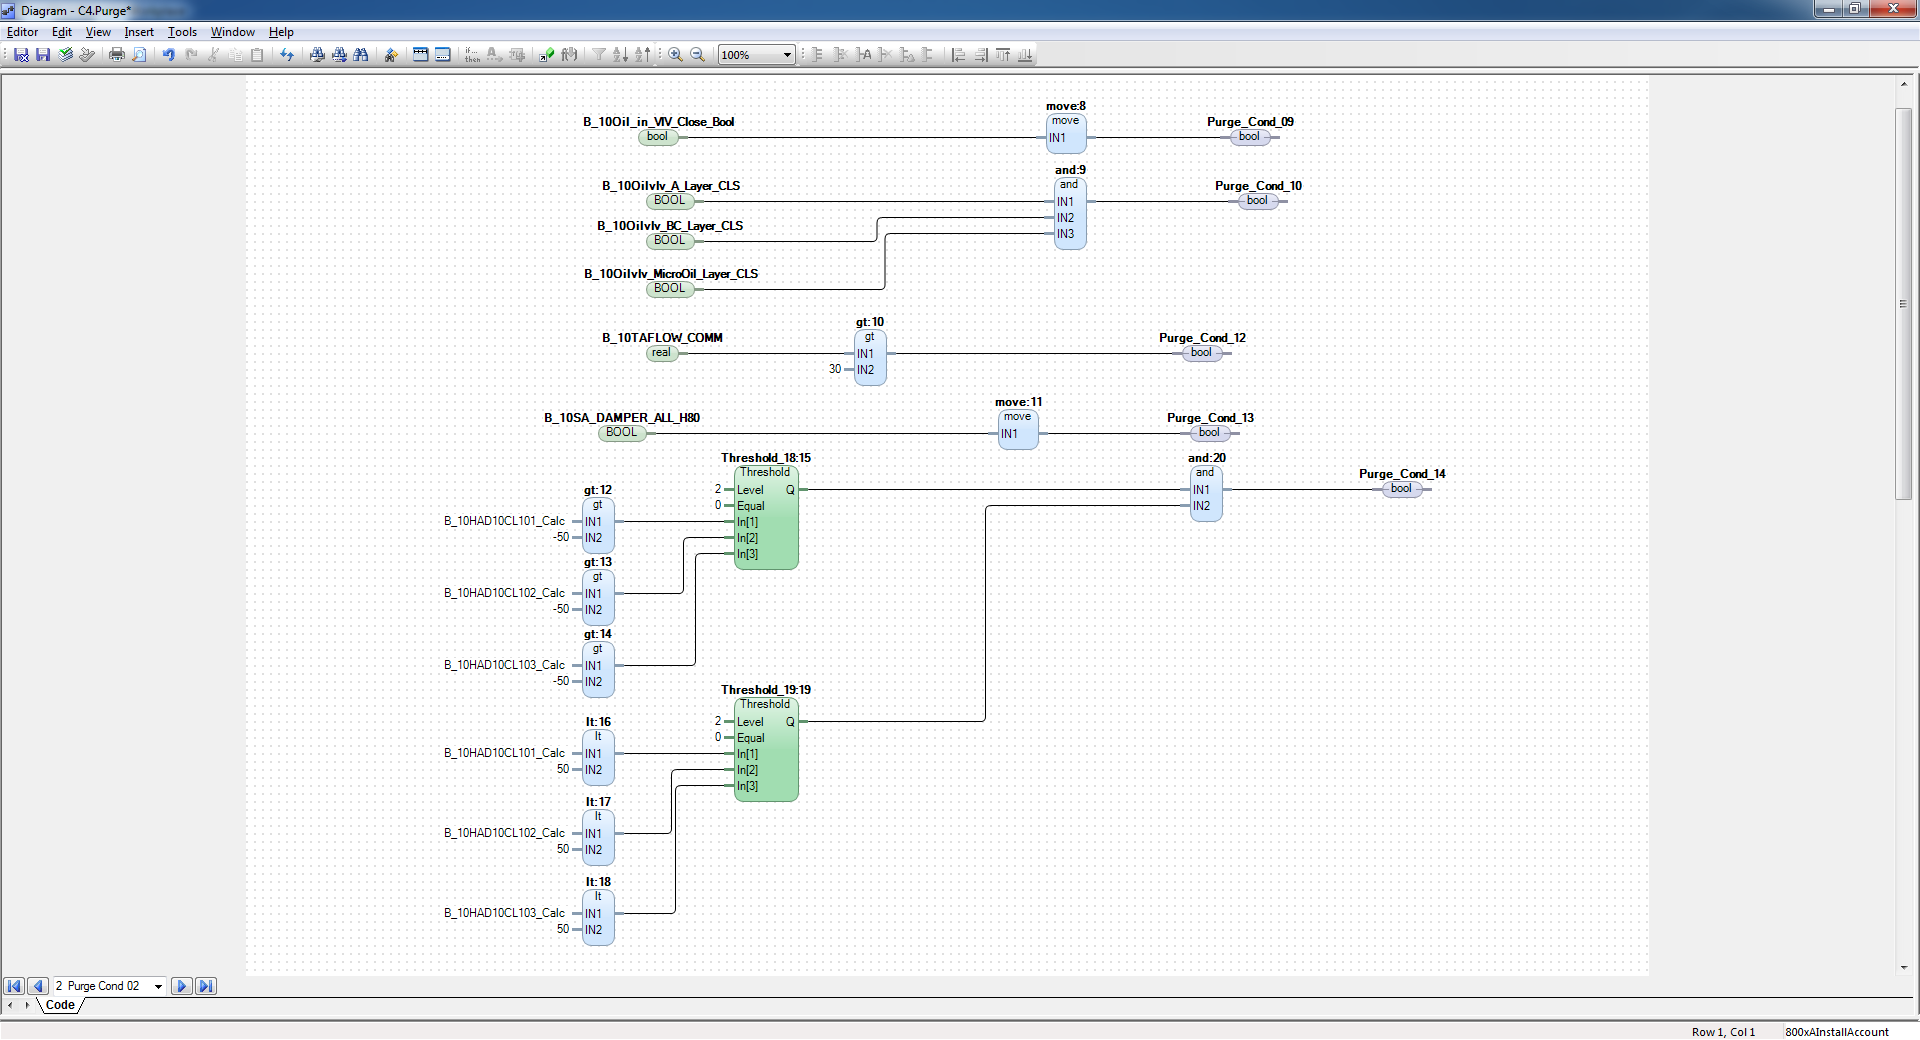 Diagram - C4.Purge*
Editor Edit View Insert Tools Window Help
if... then
100%
move:8
B_10Oil_in_VlV_Close_Bool move Purge_Cond_09
bool IN1 bool
and:9
B_10Oilvlv_A_Layer_CLS and Purge_Cond_10
BOOL IN1 bool
B_10Oilvlv_BC_Layer_CLS IN2
BOOL IN3
B_10Oilvlv_MicroOil_Layer_CLS
BOOL
gt:10
B_10TAFLOW_COMM gt Purge_Cond_12
real IN1 bool
30 IN2
move:11
B_10SA_DAMPER_ALL_H80 move Purge_Cond_13
BOOL IN1 bool
Threshold_18:15 and:20
Threshold and Purge_Cond_14
gt:12 2 Level Q IN1 bool
gt 0 Equal IN2
B_10HAD10CL101_Calc IN1 In[1]
-50 IN2 In[2]
In[3]
gt:13
gt
B_10HAD10CL102_Calc IN1
-50 IN2
gt:14
gt
B_10HAD10CL103_Calc IN1
-50 IN2
Threshold_19:19
Threshold
lt:16 2 Level Q
lt 0 Equal
B_10HAD10CL101_Calc IN1 In[1]
50 IN2 In[2]
In[3]
lt:17
lt
B_10HAD10CL102_Calc IN1
50 IN2
lt:18
lt
B_10HAD10CL103_Calc IN1
50 IN2
2 Purge Cond 02
Code
Row 1, Col 1 800xAInstallAccount